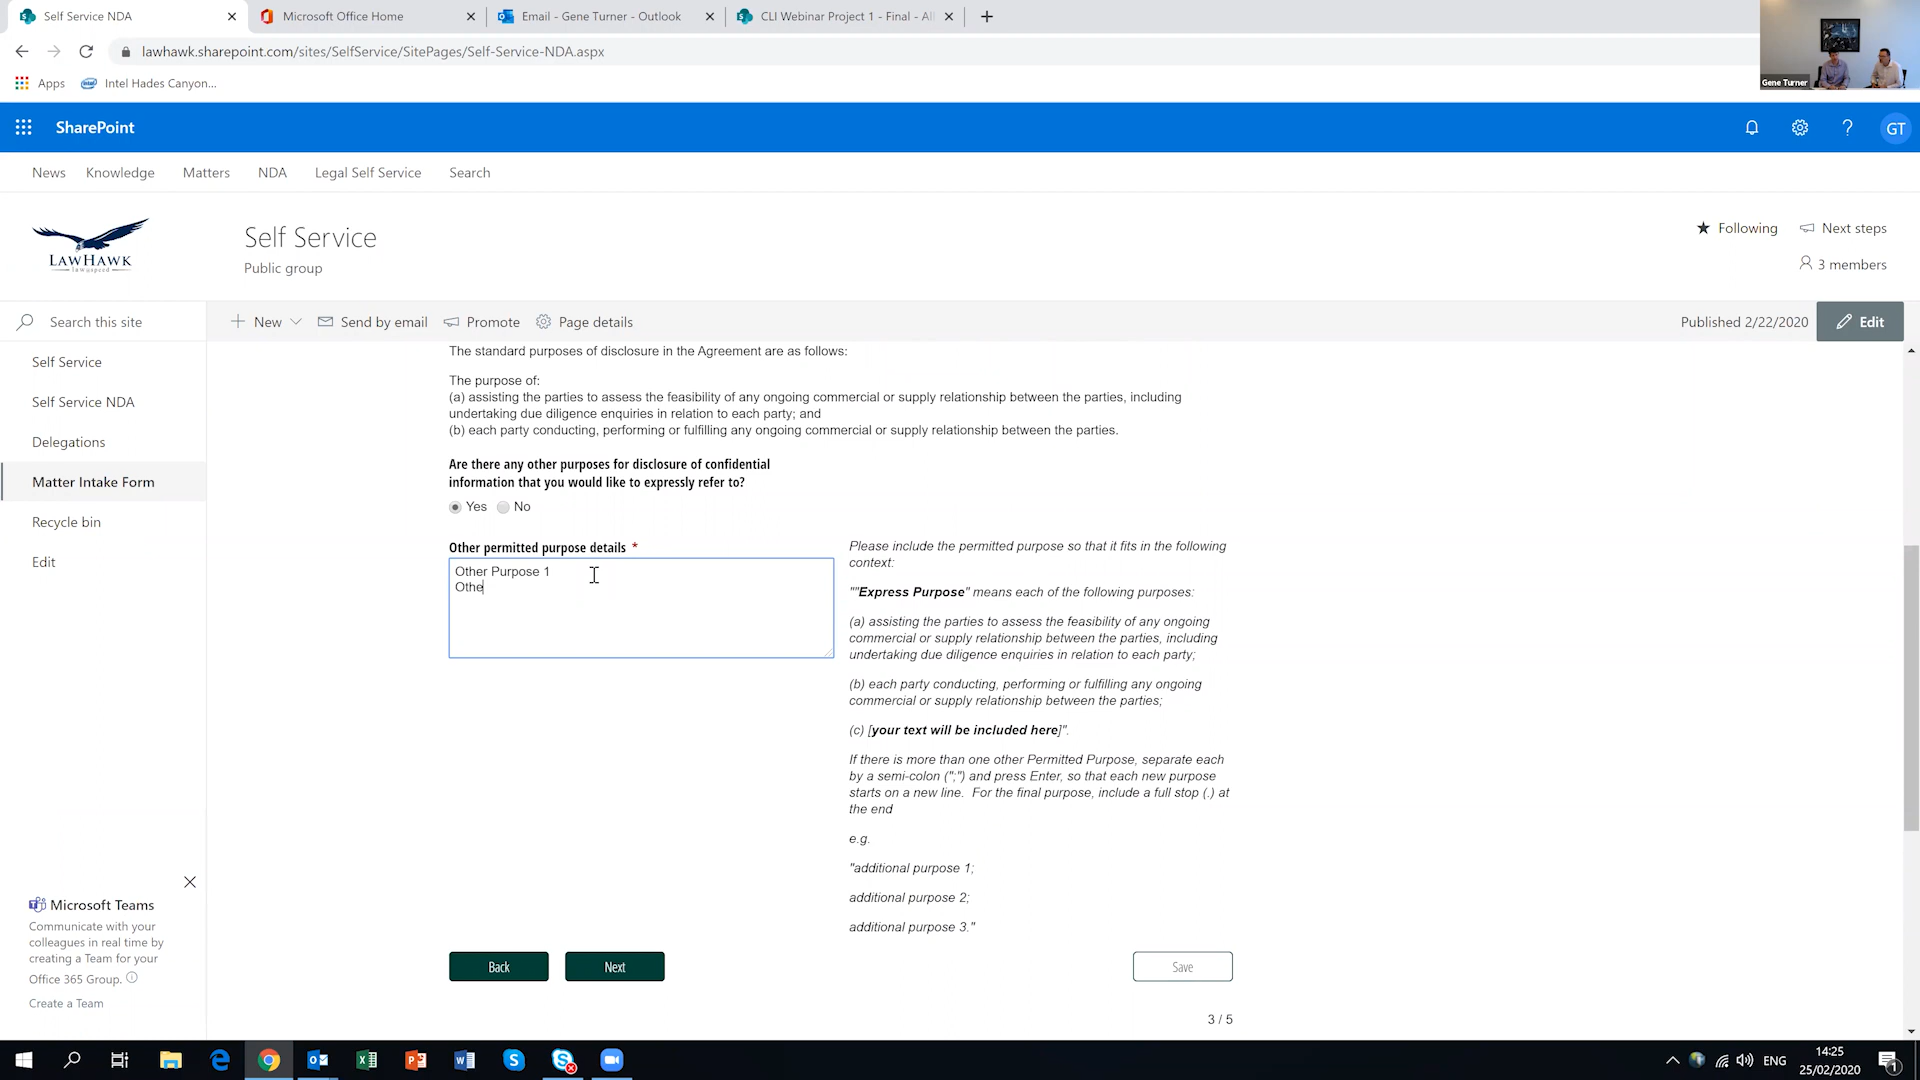 Self Service NDA
Microsoft Office Home
Email - Gene Turner - Outlook
CLI Webinar Project 1 - Final - All
lawhawk.sharepoint.com/sites/SelfService/SitePages/Self-Service-NDA.aspx
Apps
Intel Hades Canyon...
Gene Turner
SharePoint
GT
News
Knowledge
Matters
NDA
Legal Self Service
Search
LAWHAWK
law@speed
Self Service
Public group
Following
Next steps
3 members
Search this site
New
Send by email
Promote
Page details
Published 2/22/2020
Edit
Self Service
Self Service NDA
Delegations
Matter Intake Form
Recycle bin
Edit
The standard purposes of disclosure in the Agreement are as follows:
The purpose of:
(a) assisting the parties to assess the feasibility of any ongoing commercial or supply relationship between the parties, including
undertaking due diligence enquiries in relation to each party; and
(b) each party conducting, performing or fulfilling any ongoing commercial or supply relationship between the parties.
Are there any other purposes for disclosure of confidential
information that you would like to expressly refer to?
Yes
No
Other permitted purpose details *
Other Purpose 1
Othe
Please include the permitted purpose so that it fits in the following
context:
""Express Purpose" means each of the following purposes:
(a) assisting the parties to assess the feasibility of any ongoing
commercial or supply relationship between the parties, including
undertaking due diligence enquiries in relation to each party;
(b) each party conducting, performing or fulfilling any ongoing
commercial or supply relationship between the parties;
(c) [your text will be included here]".
If there is more than one other Permitted Purpose, separate each
by a semi-colon (";") and press Enter, so that each new purpose
starts on a new line. For the final purpose, include a full stop (.) at
the end
e.g.
"additional purpose 1;
additional purpose 2;
additional purpose 3."
Back
Next
Save
3 / 5
Microsoft Teams
Communicate with your
colleagues in real time by
creating a Team for your
Office 365 Group.
Create a Team
ENG
14:25
25/02/2020
1